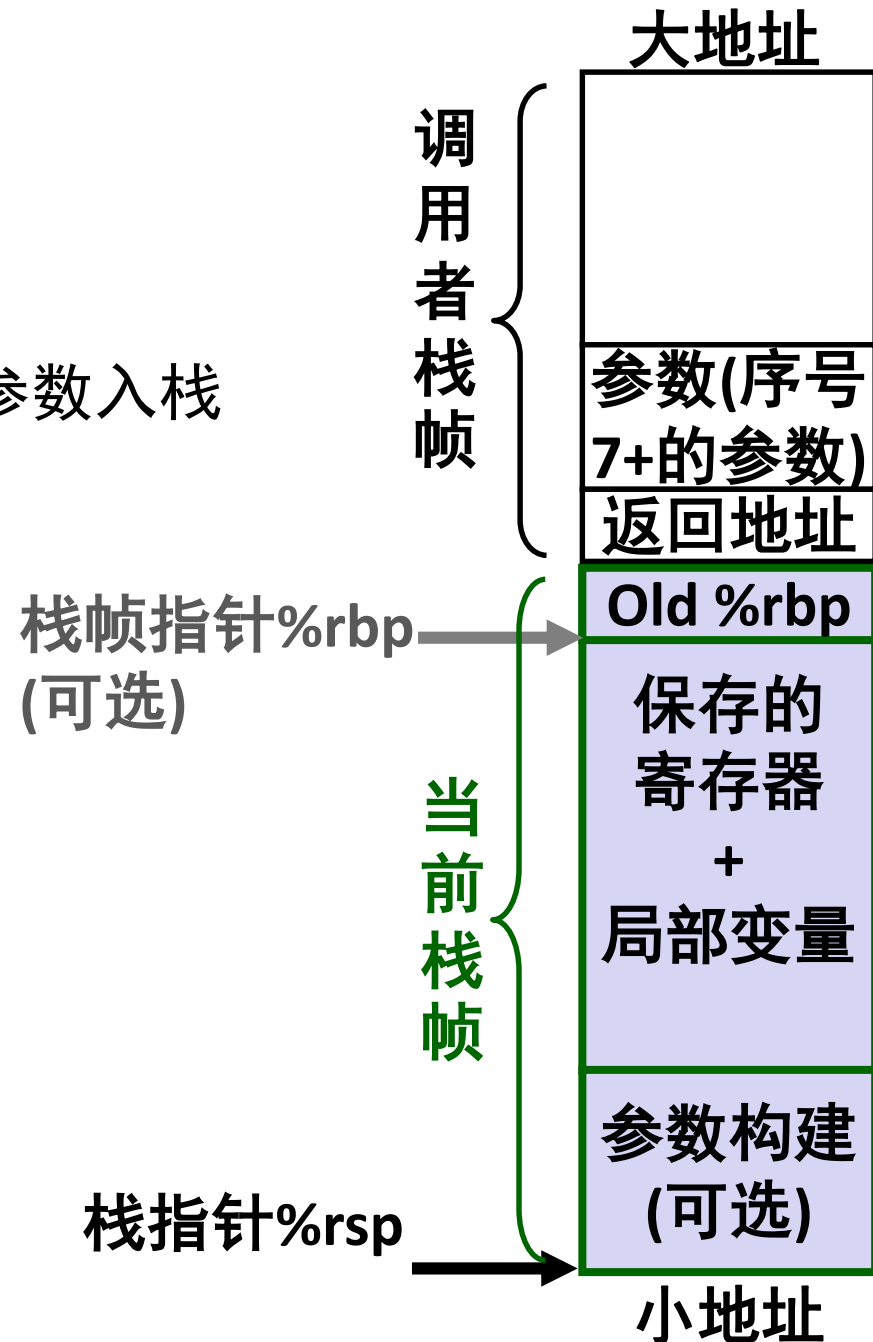 大地址
调
用
者
栈
帧
参数入栈
参数(序号
7+的参数)
返回地址
Old %rbp
栈帧指针%rbp
(可选)
保存的
寄存器
+
局部变量
当
前
栈
帧
参数构建
(可选)
栈指针%rsp
小地址